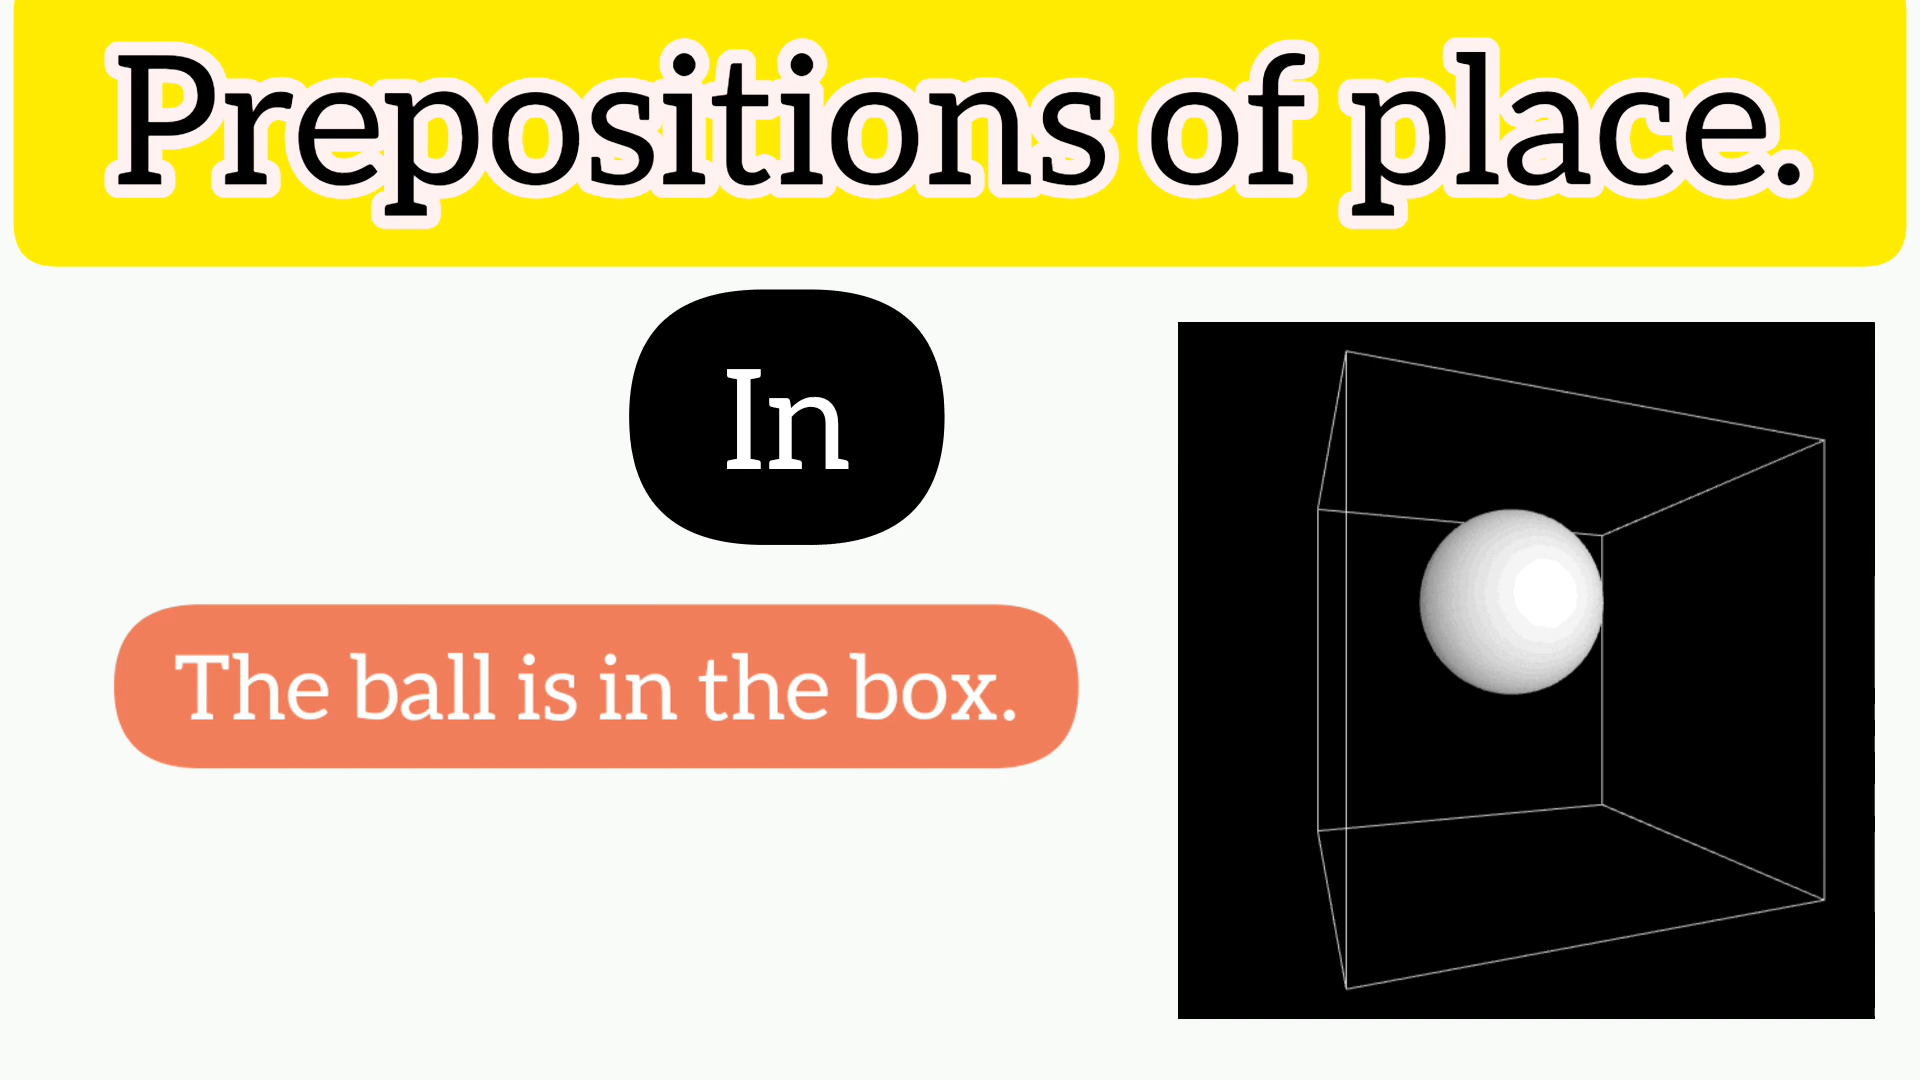 Prepositions of place.
In
The ball is in the box.